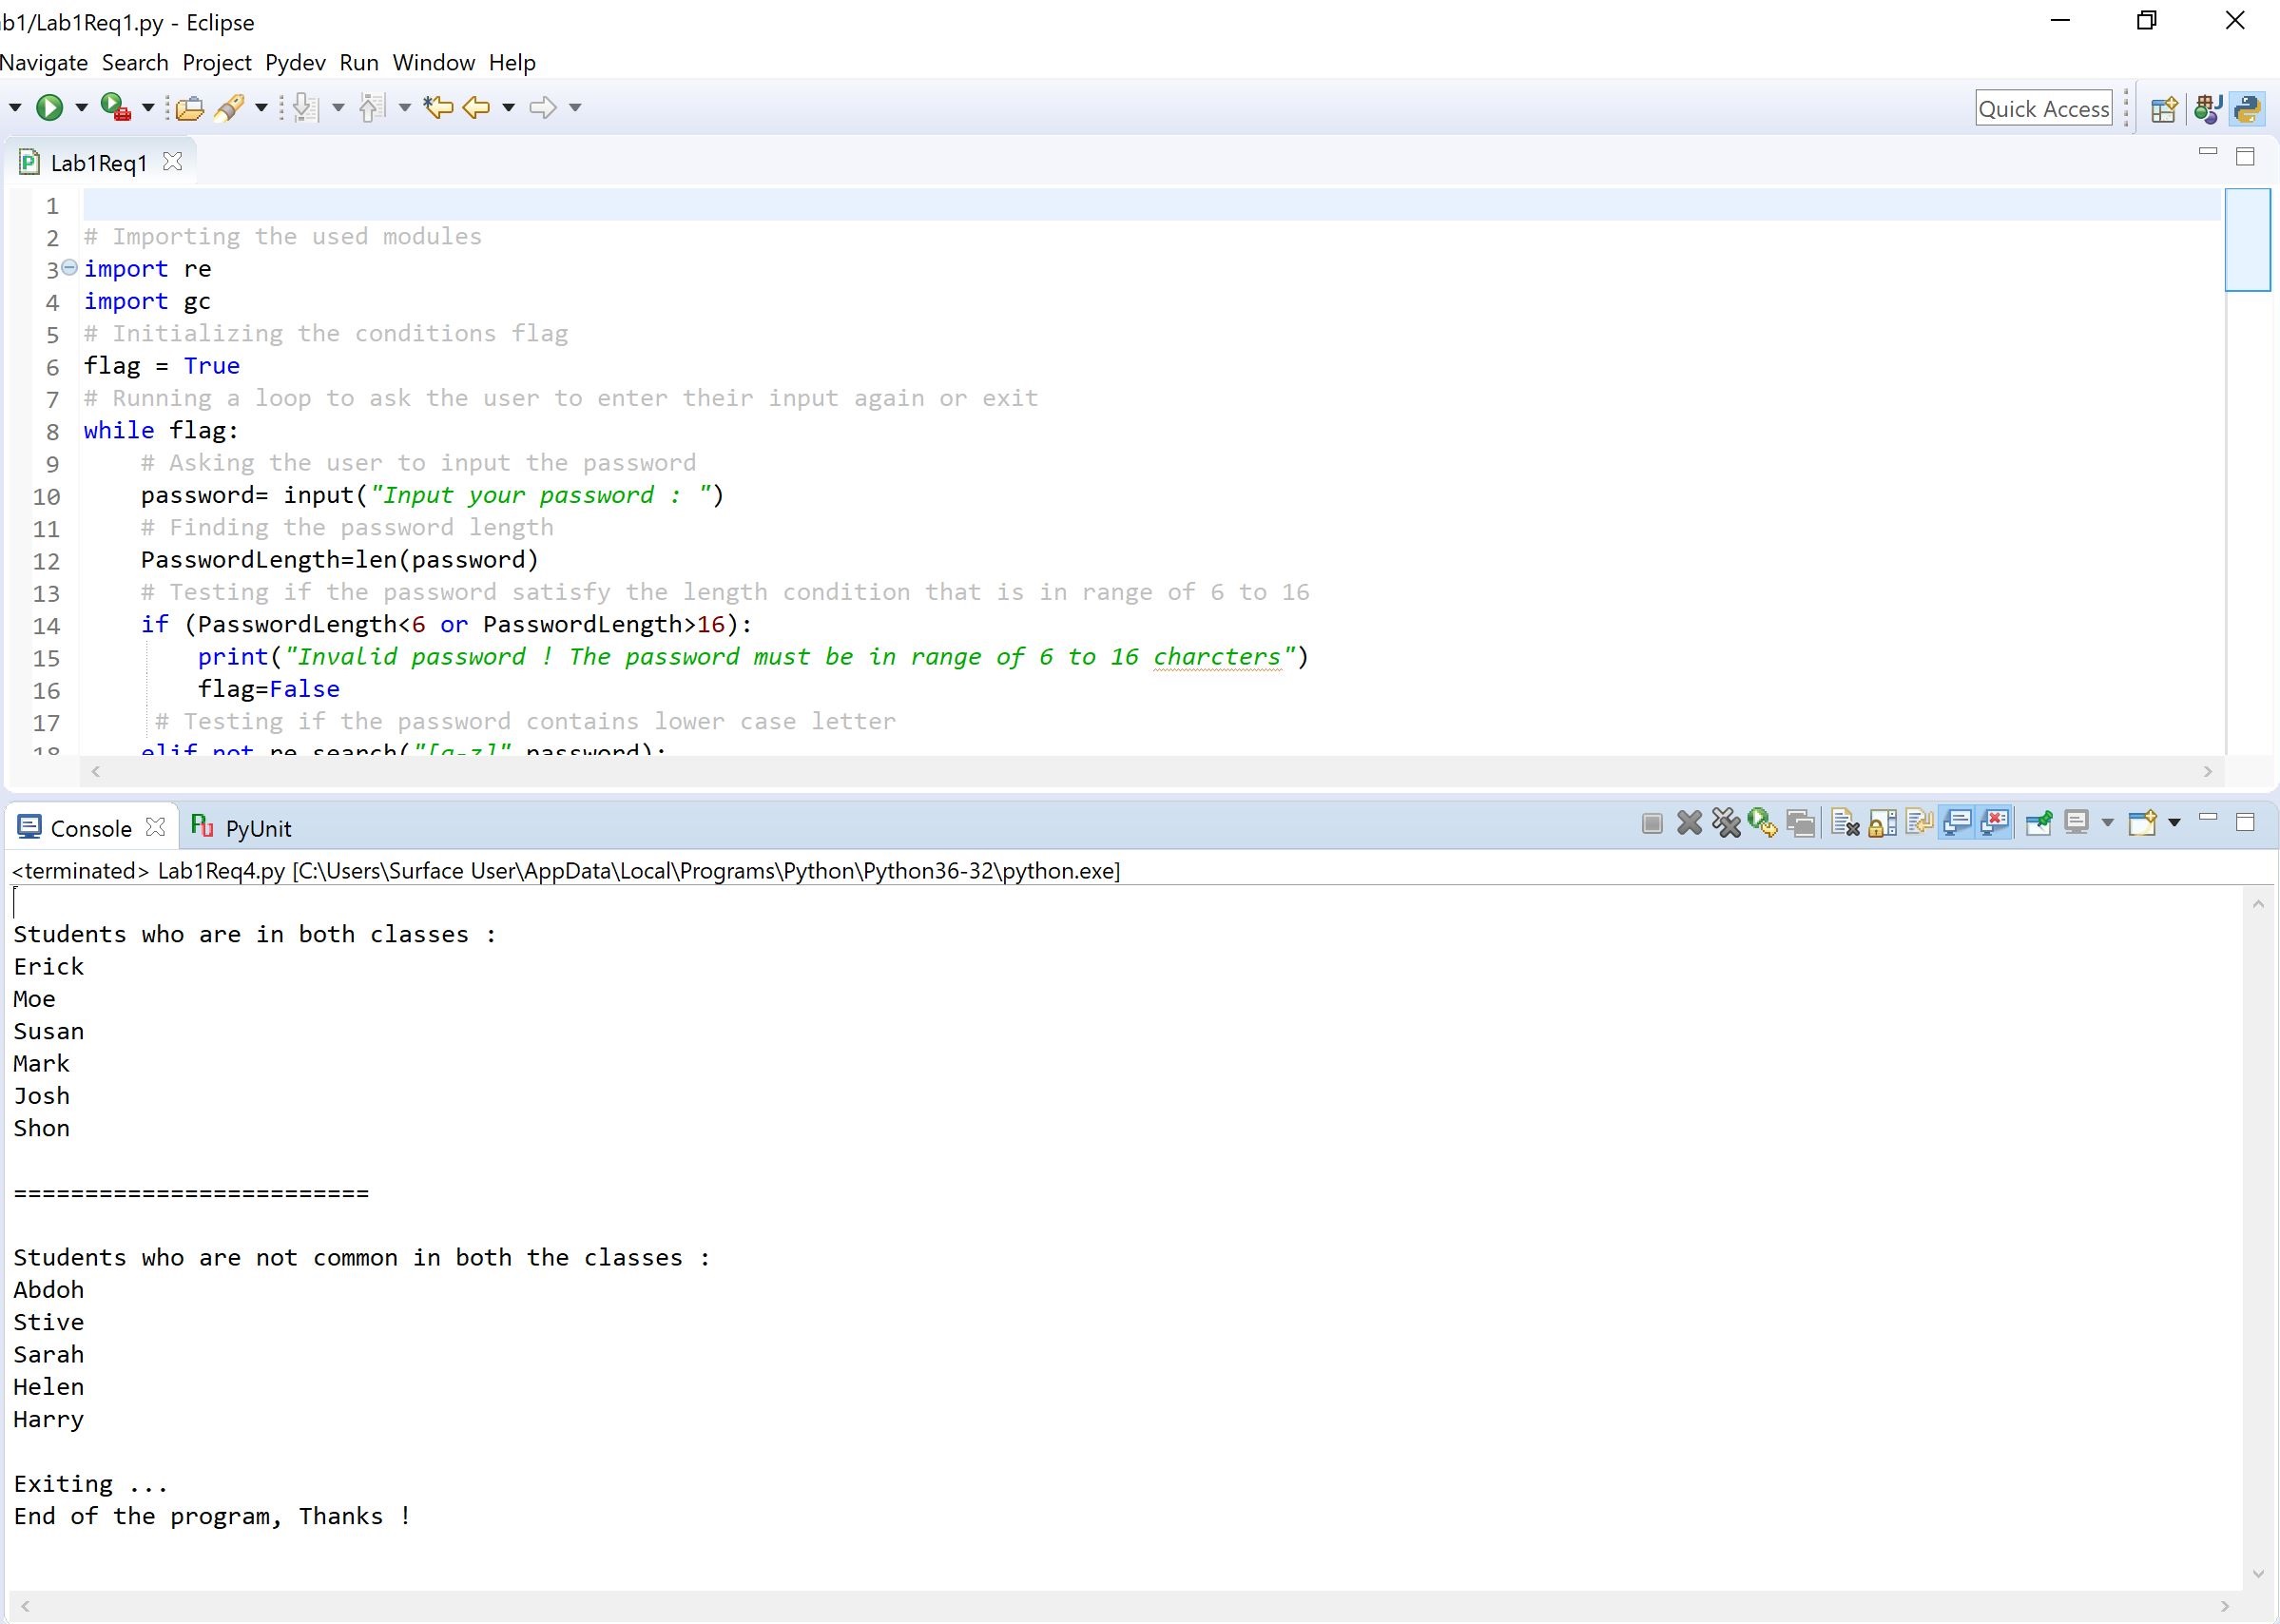 b1/Lab1Req1.py - Eclipse
Navigate Search Project Pydev Run Window Help
Quick Access
Lab1Req1
1
2 # Importing the used modules
3 import re
4 import gc
5 # Initializing the conditions flag
6 flag = True
7 # Running a loop to ask the user to enter their input again or exit
8 while flag:
9 # Asking the user to input the password
10 password= input("Input your password : ")
11 # Finding the password length
12 PasswordLength=len(password)
13 # Testing if the password satisfy the length condition that is in range of 6 to 16
14 if (PasswordLength<6 or PasswordLength>16):
15 print("Invalid password ! The password must be in range of 6 to 16 charcters")
16 flag=False
17 # Testing if the password contains lower case letter
18 elif not re.search("[a-z]",password):
Console PyUnit
<terminated> Lab1Req4.py [C:\Users\Surface User\AppData\Local\Programs\Python\Python36-32\python.exe]
Students who are in both classes :
Erick
Moe
Susan
Mark
Josh
Shon
=========================
Students who are not common in both the classes :
Abdoh
Stive
Sarah
Helen
Harry
Exiting ...
End of the program, Thanks !